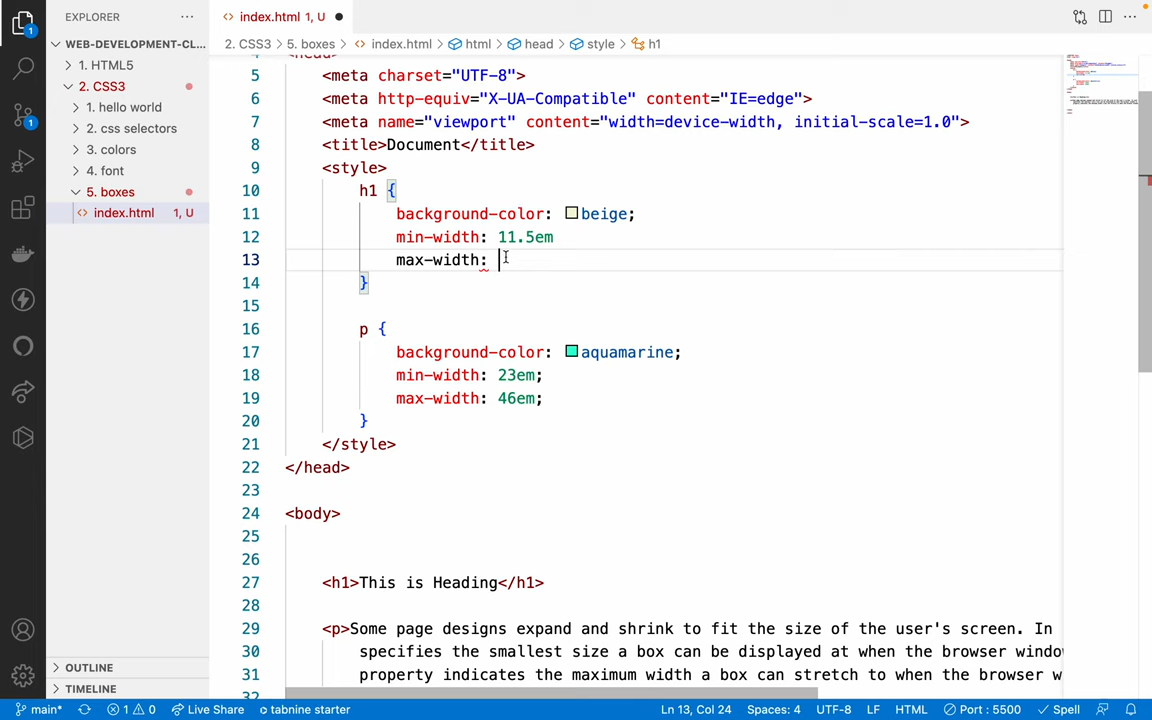 EXPLORER
index.html 1, U
WEB-DEVELOPMENT-CL...
1. HTML5
2. CSS3
1. hello world
2. css selectors
3. colors
4. font
5. boxes
index.html 1, U
OUTLINE
TIMELINE
2. CSS3 > 5. boxes > index.html > html > head > style > h1
5 <meta charset="UTF-8">
6 <meta http-equiv="X-UA-Compatible" content="IE=edge">
7 <meta name="viewport" content="width=device-width, initial-scale=1.0">
8 <title>Document</title>
9 <style>
10 h1 {
11 background-color: beige;
12 min-width: 11.5em
13 max-width:
14 }
15
16 p {
17 background-color: aquamarine;
18 min-width: 23em;
19 max-width: 46em;
20 }
21 </style>
22 </head>
23
24 <body>
25
26
27 <h1>This is Heading</h1>
28
29 <p>Some page designs expand and shrink to fit the size of the user's screen. In
30 specifies the smallest size a box can be displayed at when the browser windo
31 property indicates the maximum width a box can stretch to when the browser w
main* 1 0 Live Share tabnine starter Ln 13, Col 24 Spaces: 4 UTF-8 LF HTML Port : 5500 Spell